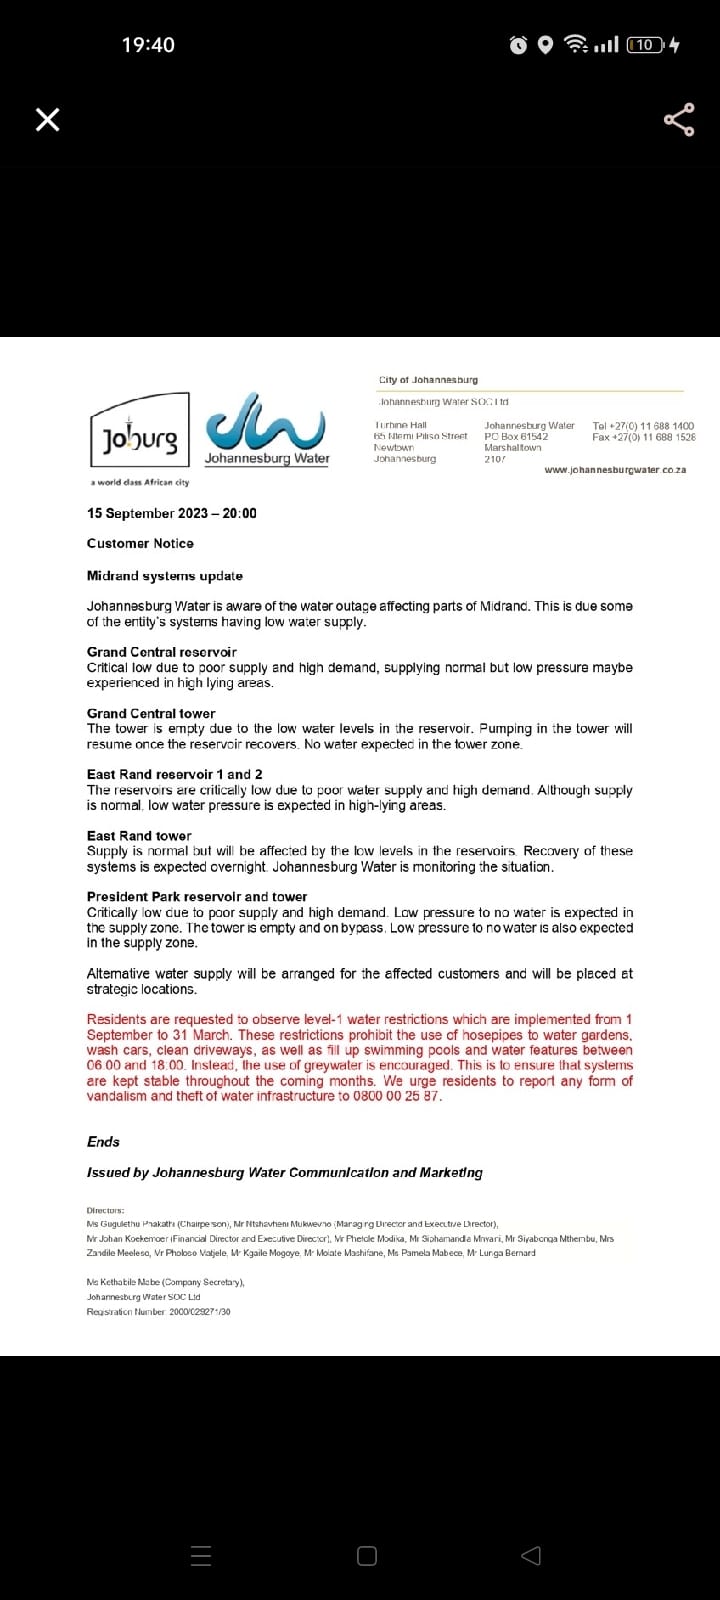 19:40
10
City of Johannesburg
Johannesburg Water SOC Ltd
Joburg
a world class African city
Johannesburg Water
Turbine Hall
65 Ntemi Piliso Street
Newtown
Johannesburg
Johannesburg Water
PO Box 61542
Marshalltown
2107
Tel +27(0) 11 688 1400
Fax +27(0) 11 688 1528
www.johannesburgwater.co.za
15 September 2023 – 20:00
Customer Notice
Midrand systems update
Johannesburg Water is aware of the water outage affecting parts of Midrand. This is due some
of the entity's systems having low water supply.
Grand Central reservoir
Critical low due to poor supply and high demand, supplying normal but low pressure maybe
experienced in high lying areas.
Grand Central tower
The tower is empty due to the low water levels in the reservoir. Pumping in the tower will
resume once the reservoir recovers. No water expected in the tower zone.
East Rand reservoir 1 and 2
The reservoirs are critically low due to poor water supply and high demand. Although supply
is normal, low water pressure is expected in high-lying areas.
East Rand tower
Supply is normal but will be affected by the low levels in the reservoirs. Recovery of these
systems is expected overnight. Johannesburg Water is monitoring the situation.
President Park reservoir and tower
Critically low due to poor supply and high demand. Low pressure to no water is expected in
the supply zone. The tower is empty and on bypass. Low pressure to no water is also expected
in the supply zone.
Alternative water supply will be arranged for the affected customers and will be placed at
strategic locations.
Residents are requested to observe level-1 water restrictions which are implemented from 1
September to 31 March. These restrictions prohibit the use of hosepipes to water gardens,
wash cars, clean driveways, as well as fill up swimming pools and water features between
06:00 and 18:00. Instead, the use of greywater is encouraged. This is to ensure that systems
are kept stable throughout the coming months. We urge residents to report any form of
vandalism and theft of water infrastructure to 0800 00 25 87.
Ends
Issued by Johannesburg Water Communication and Marketing
Directors:
Ms Gugulethu Phakathi (Chairperson), Mr Ntshavheni Mukwevho (Managing Director and Executive Director),
Mr Johan Koekemoer (Financial Director and Executive Director), Mr Phetole Modika, Mr Siphamandla Mnyani, Mr Siyabonga Mthembu, Mrs
Zandile Meeleso, Mr Pholoso Matjele, Mr Kgaile Mogoye, Mr Molate Mashifane, Ms Pamela Mabece, Mr Lunga Bernard
Ms Kethabile Mabe (Company Secretary),
Johannesburg Water SOC Ltd
Registration Number: 2000/029271/30